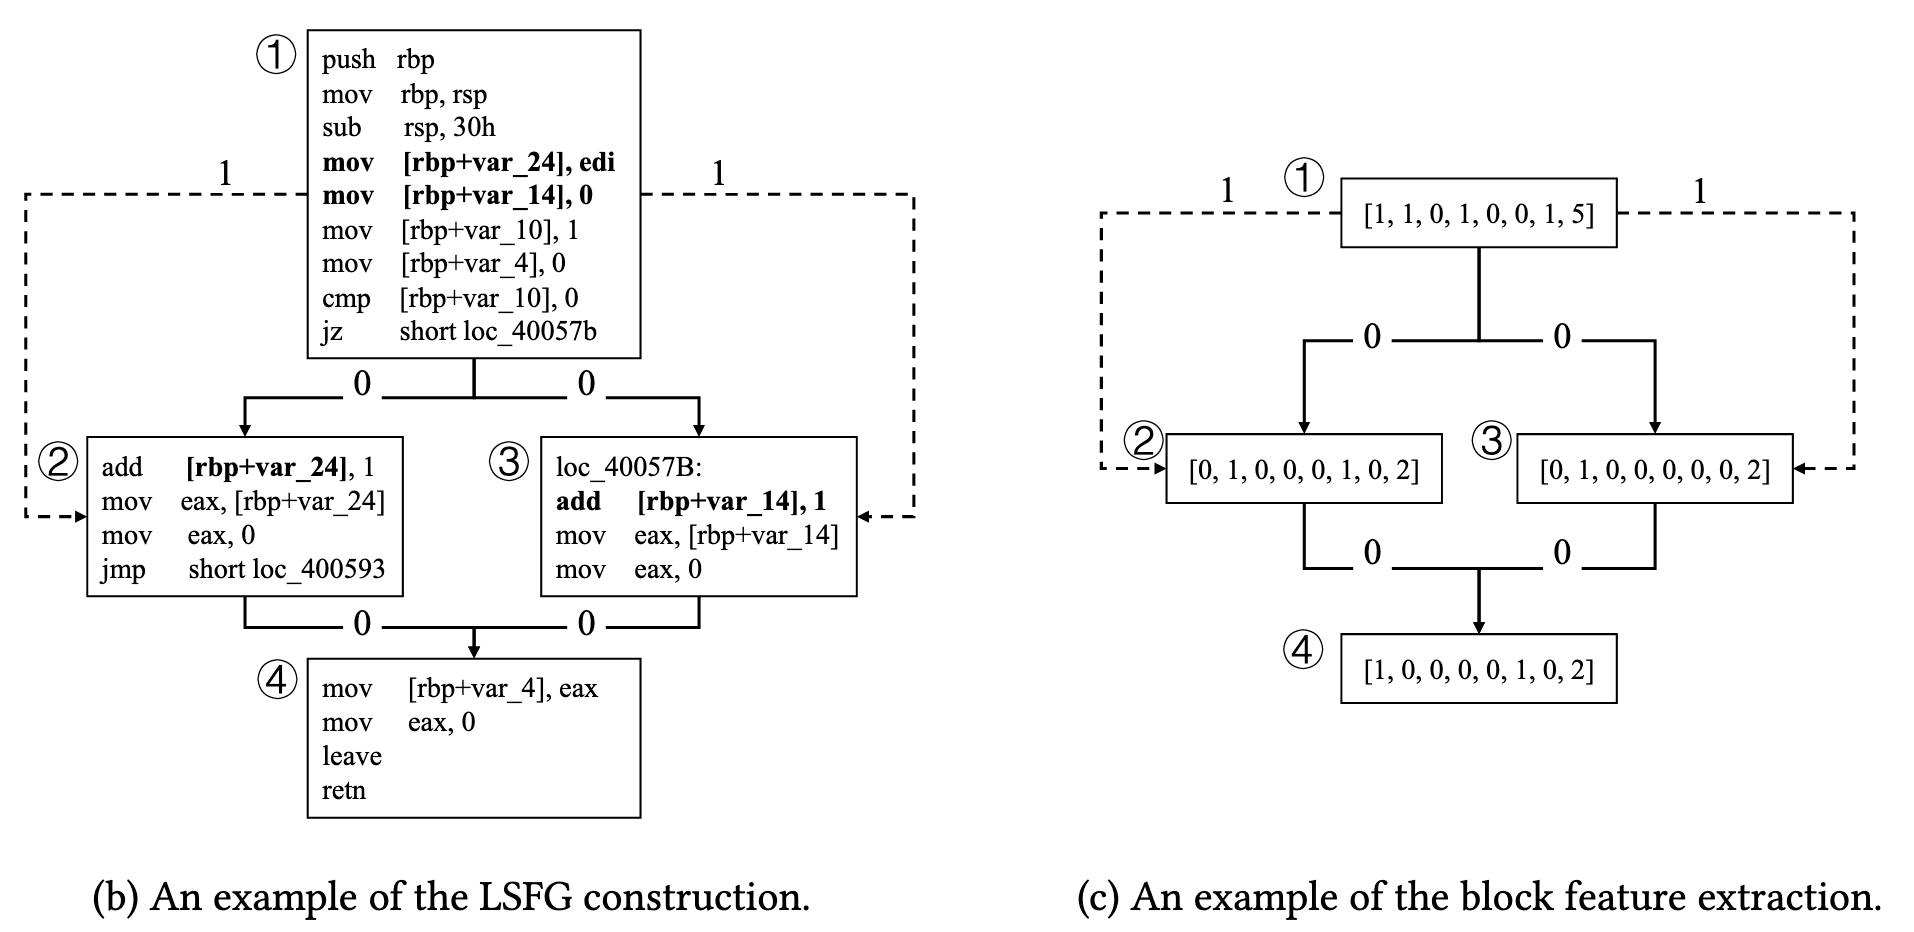 ①
push rbp
mov rbp, rsp
sub rsp, 30h
mov [rbp+var_24], edi
mov [rbp+var_14], 0
mov [rbp+var_10], 1
mov [rbp+var_4], 0
cmp [rbp+var_10], 0
jz short loc_40057b
1
1
0
0
②
add [rbp+var_24], 1
mov eax, [rbp+var_24]
mov eax, 0
jmp short loc_400593
③
loc_40057B:
add [rbp+var_14], 1
mov eax, [rbp+var_14]
mov eax, 0
0
0
④
mov [rbp+var_4], eax
mov eax, 0
leave
retn
(b) An example of the LSFG construction.
①
[1, 1, 0, 1, 0, 0, 1, 5]
1
1
0
0
②
[0, 1, 0, 0, 0, 1, 0, 2]
③
[0, 1, 0, 0, 0, 0, 0, 2]
0
0
④
[1, 0, 0, 0, 0, 1, 0, 2]
(c) An example of the block feature extraction.